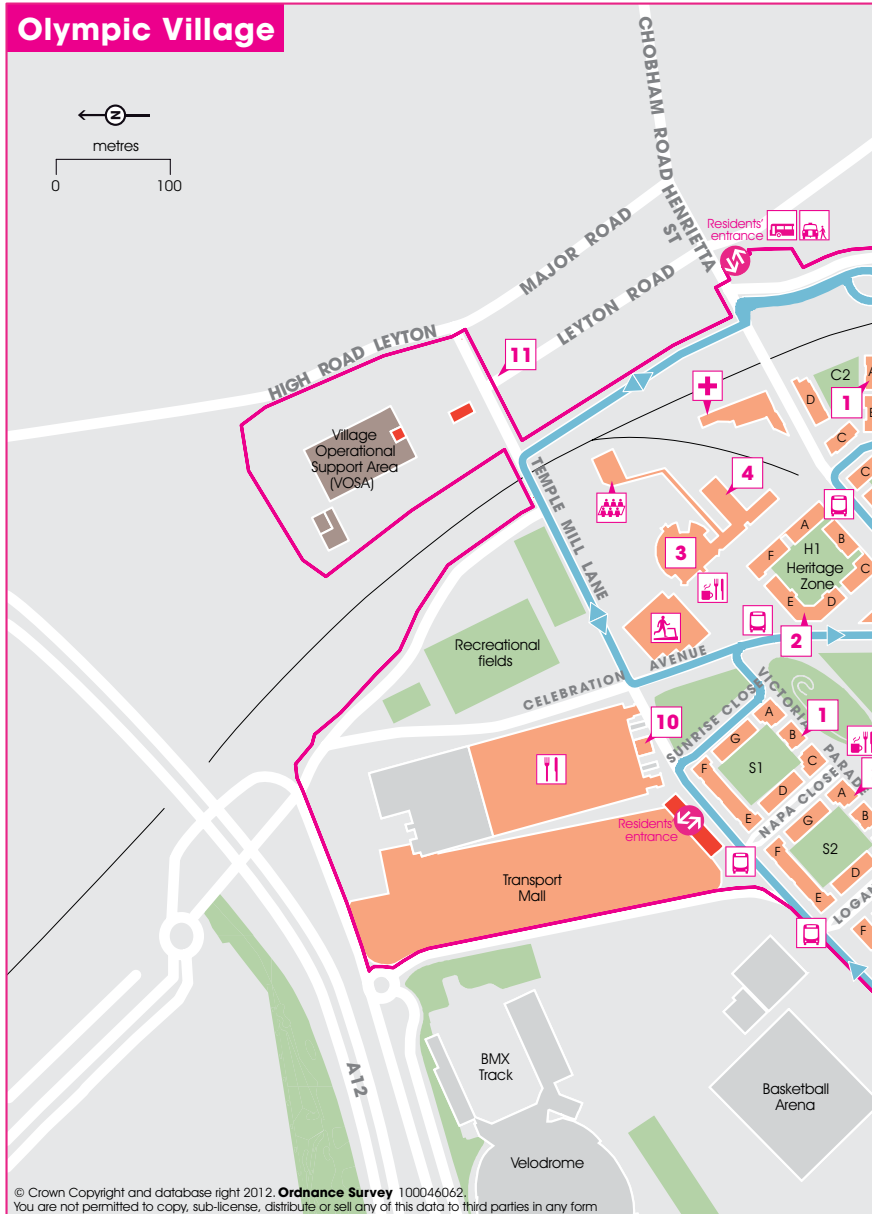 Olympic Village
N
metres
0 100
CHOBHAM ROAD
HENRIETTA
ST
Residents'
entrance
MAJOR ROAD
LEYTON ROAD
HIGH ROAD LEYTON
11
C2
A
1
D
E
C
Village
Operational
Support Area
(VOSA)
TEMPLE MILL LANE
4
C
3
A
B
H1
Heritage
Zone
F
C
E
D
2
Recreational
fields
CELEBRATION AVENUE
SUNRISE CLOSE
VICTORIA PARADE
10
1
A
B
G
C
F
S1
D
E
NAPA CLOSE
A
B
G
F
S2
D
E
LOGAN
F
Residents'
entrance
Transport
Mall
A12
BMX
Track
Basketball
Arena
Velodrome
© Crown Copyright and database right 2012. Ordnance Survey 100046062.
You are not permitted to copy, sub-license, distribute or sell any of this data to third parties in any form